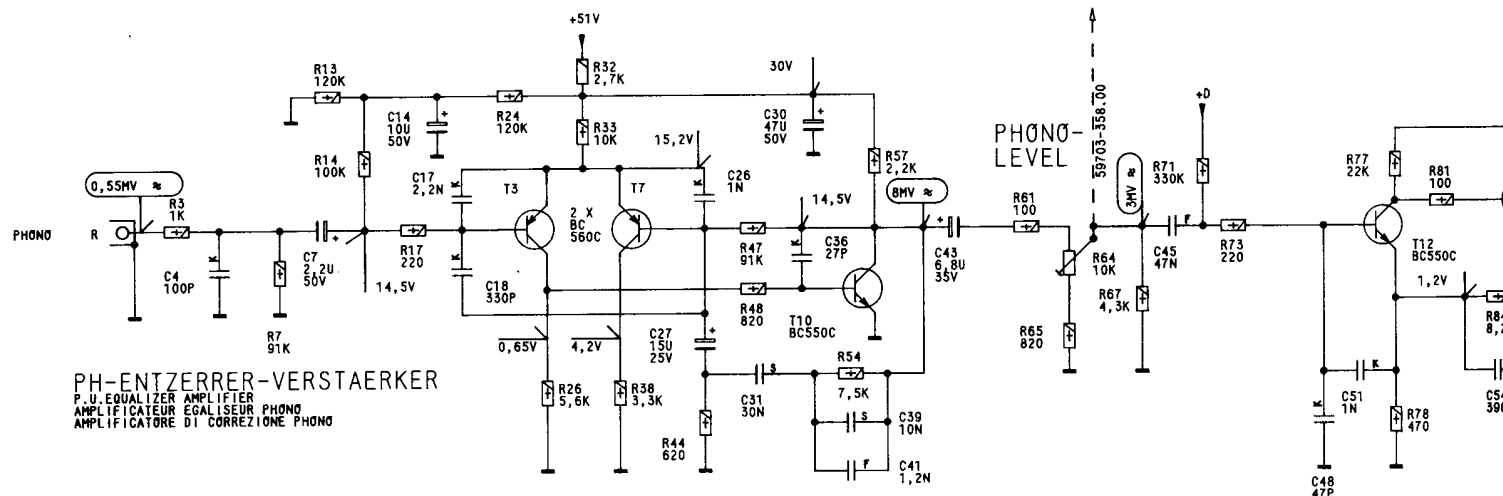 +51V
R13
120K
R32
2,7K
30V
C14
10U
50V
+
R24
120K
R33
10K
15,2V
C30
47U
50V
+
PHONO-
LEVEL
59703-358.00
+D
R57
2,2K
R14
100K
C17
2,2N
K
T3
T7
K
C26
1N
8MV ≈
3MV ≈
R71
330K
R77
22K
R81
100
0,55MV ≈
R3
1K
2 X
BC
560C
14,5V
R61
100
F
PHONO
R
K
C4
100P
C7
2,2U
50V
+
R17
220
K
C18
330P
R47
91K
K
C36
27P
+
C43
6,8U
35V
R64
10K
C45
47N
R73
220
T12
BC550C
14,5V
R7
91K
R48
820
T10
BC550C
R67
4,3K
1,2V
R84
0,65V
4,2V
C27
15U
25V
+
R65
820
PH-ENTZERRER-VERSTAERKER
P.U.EQUALIZER AMPLIFIER
AMPLIFICATEUR EGALISEUR PHONO
AMPLIFICATORE DI CORREZIONE PHONO
R26
5,6K
R38
3,3K
S
C31
30N
R54
7,5K
C51
1N
K
K
R44
620
S
C39
10N
F
C41
1,2N
R78
470
C48
47P